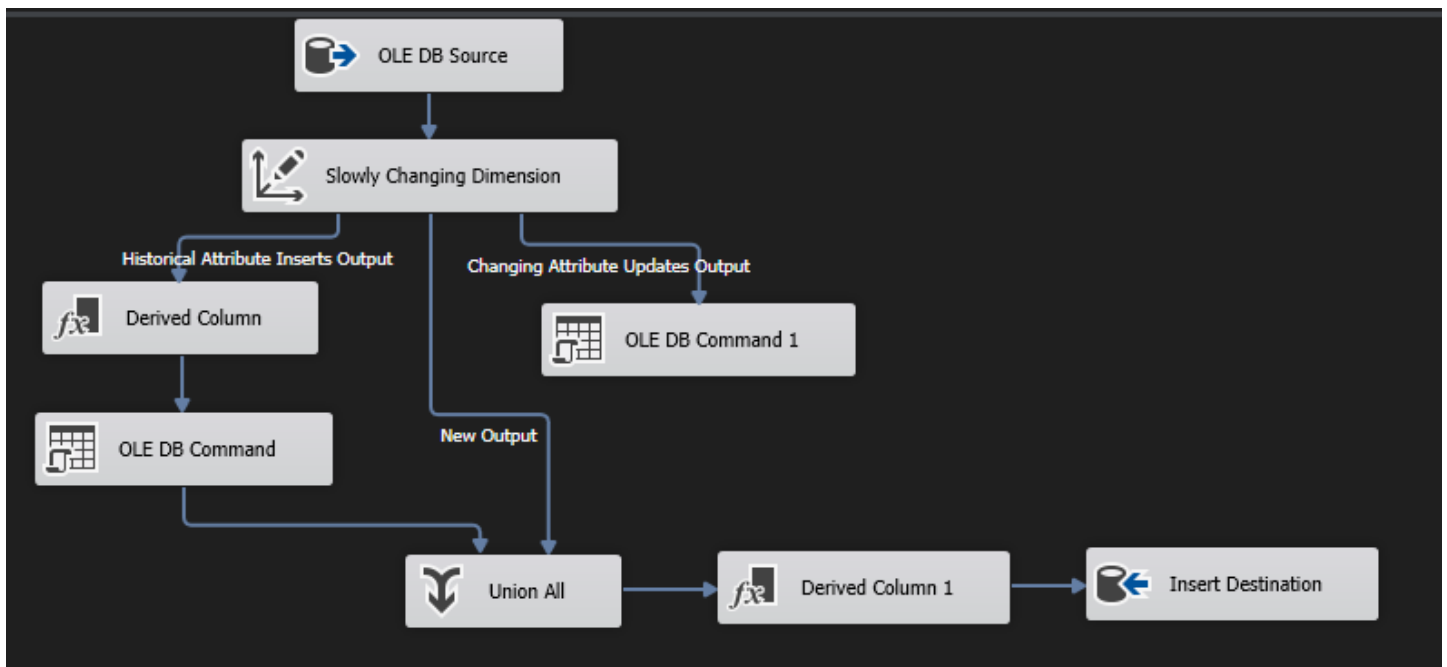 OLE DB Source
Slowly Changing Dimension
Historical Attribute Inserts Output
Changing Attribute Updates Output
Derived Column
OLE DB Command 1
OLE DB Command
New Output
Union All
Derived Column 1
Insert Destination